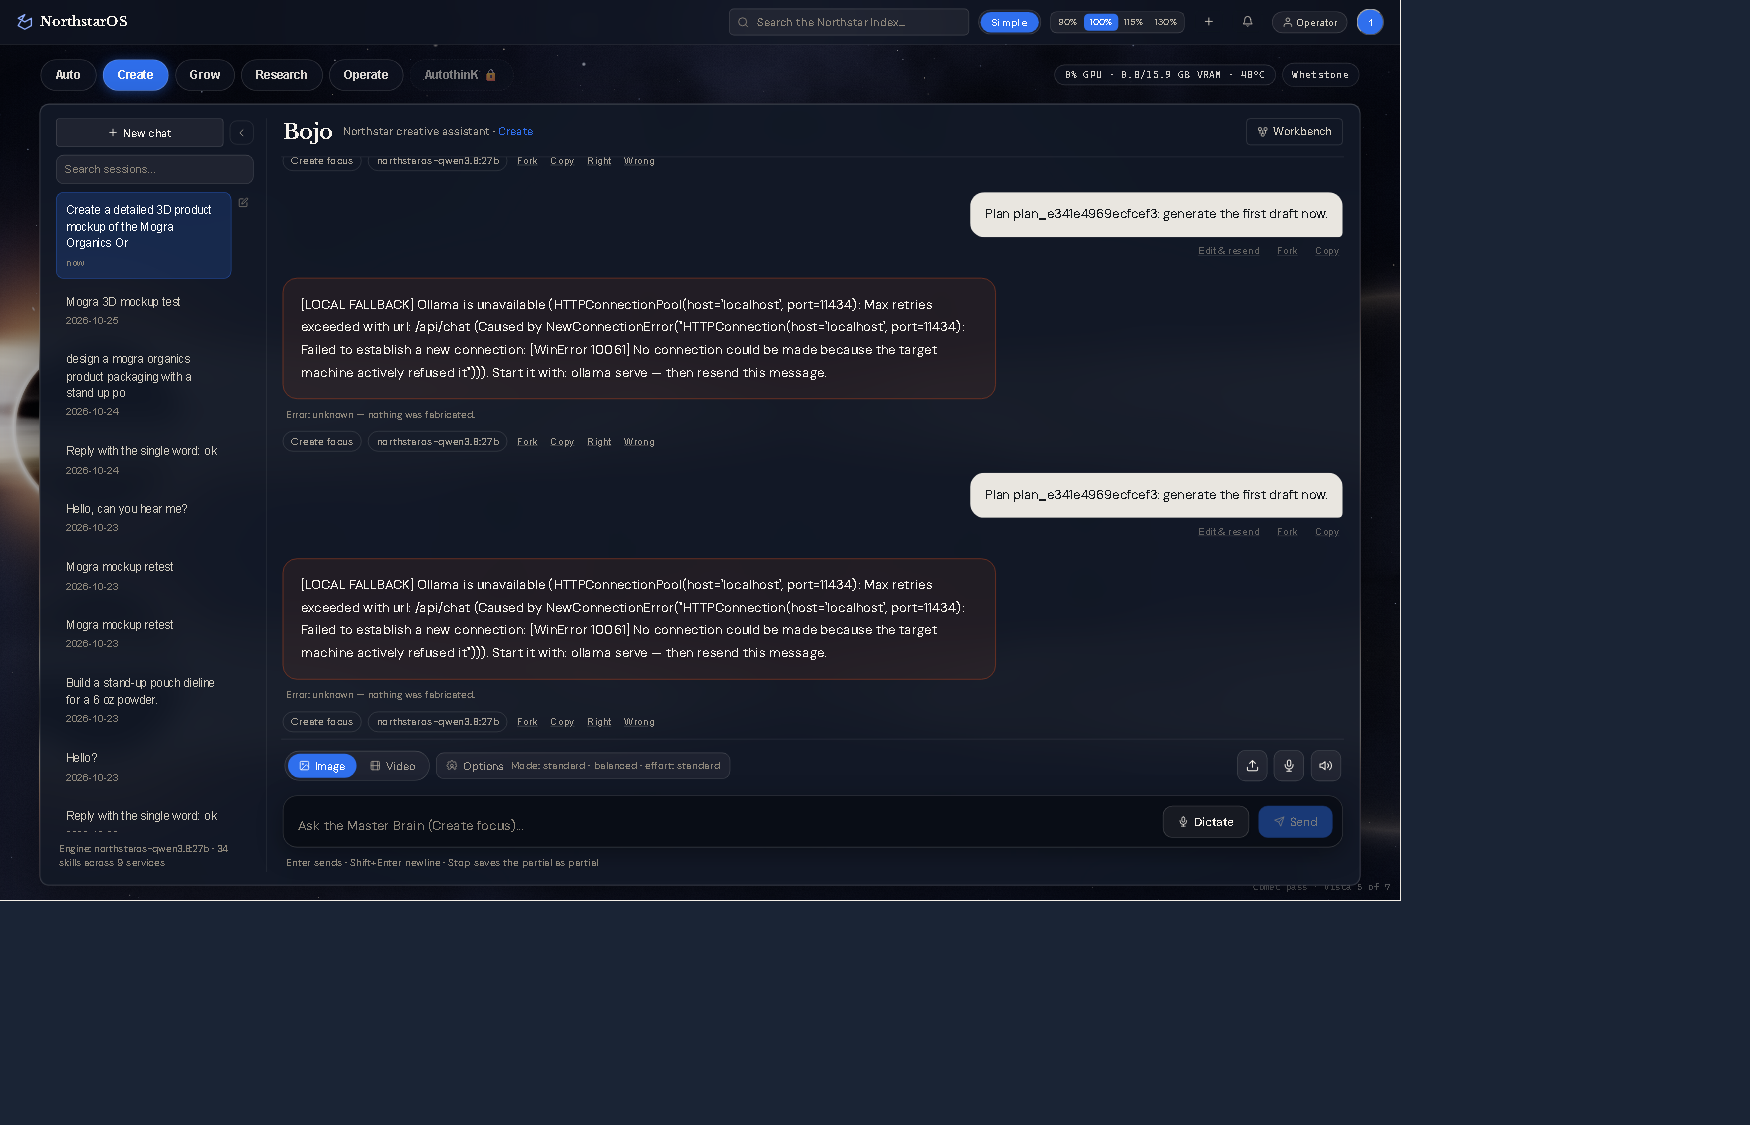 NorthstarOS
Search the Northstar Index...
Simple
90% 100% 115% 130%
Operator
1
Auto
Create
Grow
Research
Operate
AutothinK
0% GPU · 0.8/15.9 GB VRAM · 48°C
Whetstone
+ New chat
Search sessions...
Create a detailed 3D product
mockup of the Mogra
Organics Or
now
Mogra 3D mockup test
2026-10-25
design a mogra organics
product packaging with a
stand up po
2026-10-24
Reply with the single word: ok
2026-10-24
Hello, can you hear me?
2026-10-23
Mogra mockup retest
2026-10-23
Mogra mockup retest
2026-10-23
Build a stand-up pouch dieline
for a 6 oz powder.
2026-10-23
Hello?
2026-10-23
Reply with the single word: ok
Engine: northstaros-qwen3.8:27b · 34
skills across 9 services
Bojo
Northstar creative assistant · Create
Workbench
Create focus northstaros-qwen3.8:27b Fork Copy Right Wrong
Plan plan_e341e4969ecfcef3: generate the first draft now.
Edit & resend Fork Copy
[LOCAL FALLBACK] Ollama is unavailable (HTTPConnectionPool(host='localhost', port=11434): Max retries
exceeded with url: /api/chat (Caused by NewConnectionError("HTTPConnection(host='localhost', port=11434):
Failed to establish a new connection: [WinError 10061] No connection could be made because the target
machine actively refused it"))). Start it with: ollama serve — then resend this message.
Error: unknown — nothing was fabricated.
Create focus northstaros-qwen3.8:27b Fork Copy Right Wrong
Plan plan_e341e4969ecfcef3: generate the first draft now.
Edit & resend Fork Copy
[LOCAL FALLBACK] Ollama is unavailable (HTTPConnectionPool(host='localhost', port=11434): Max retries
exceeded with url: /api/chat (Caused by NewConnectionError("HTTPConnection(host='localhost', port=11434):
Failed to establish a new connection: [WinError 10061] No connection could be made because the target
machine actively refused it"))). Start it with: ollama serve — then resend this message.
Error: unknown — nothing was fabricated.
Create focus northstaros-qwen3.8:27b Fork Copy Right Wrong
Image
Video
Options Mode: standard · balanced · effort: standard
Ask the Master Brain (Create focus)...
Dictate
Send
Enter sends · Shift+Enter newline · Stop saves the partial as partial
Comet pass · Vista 5 of 7